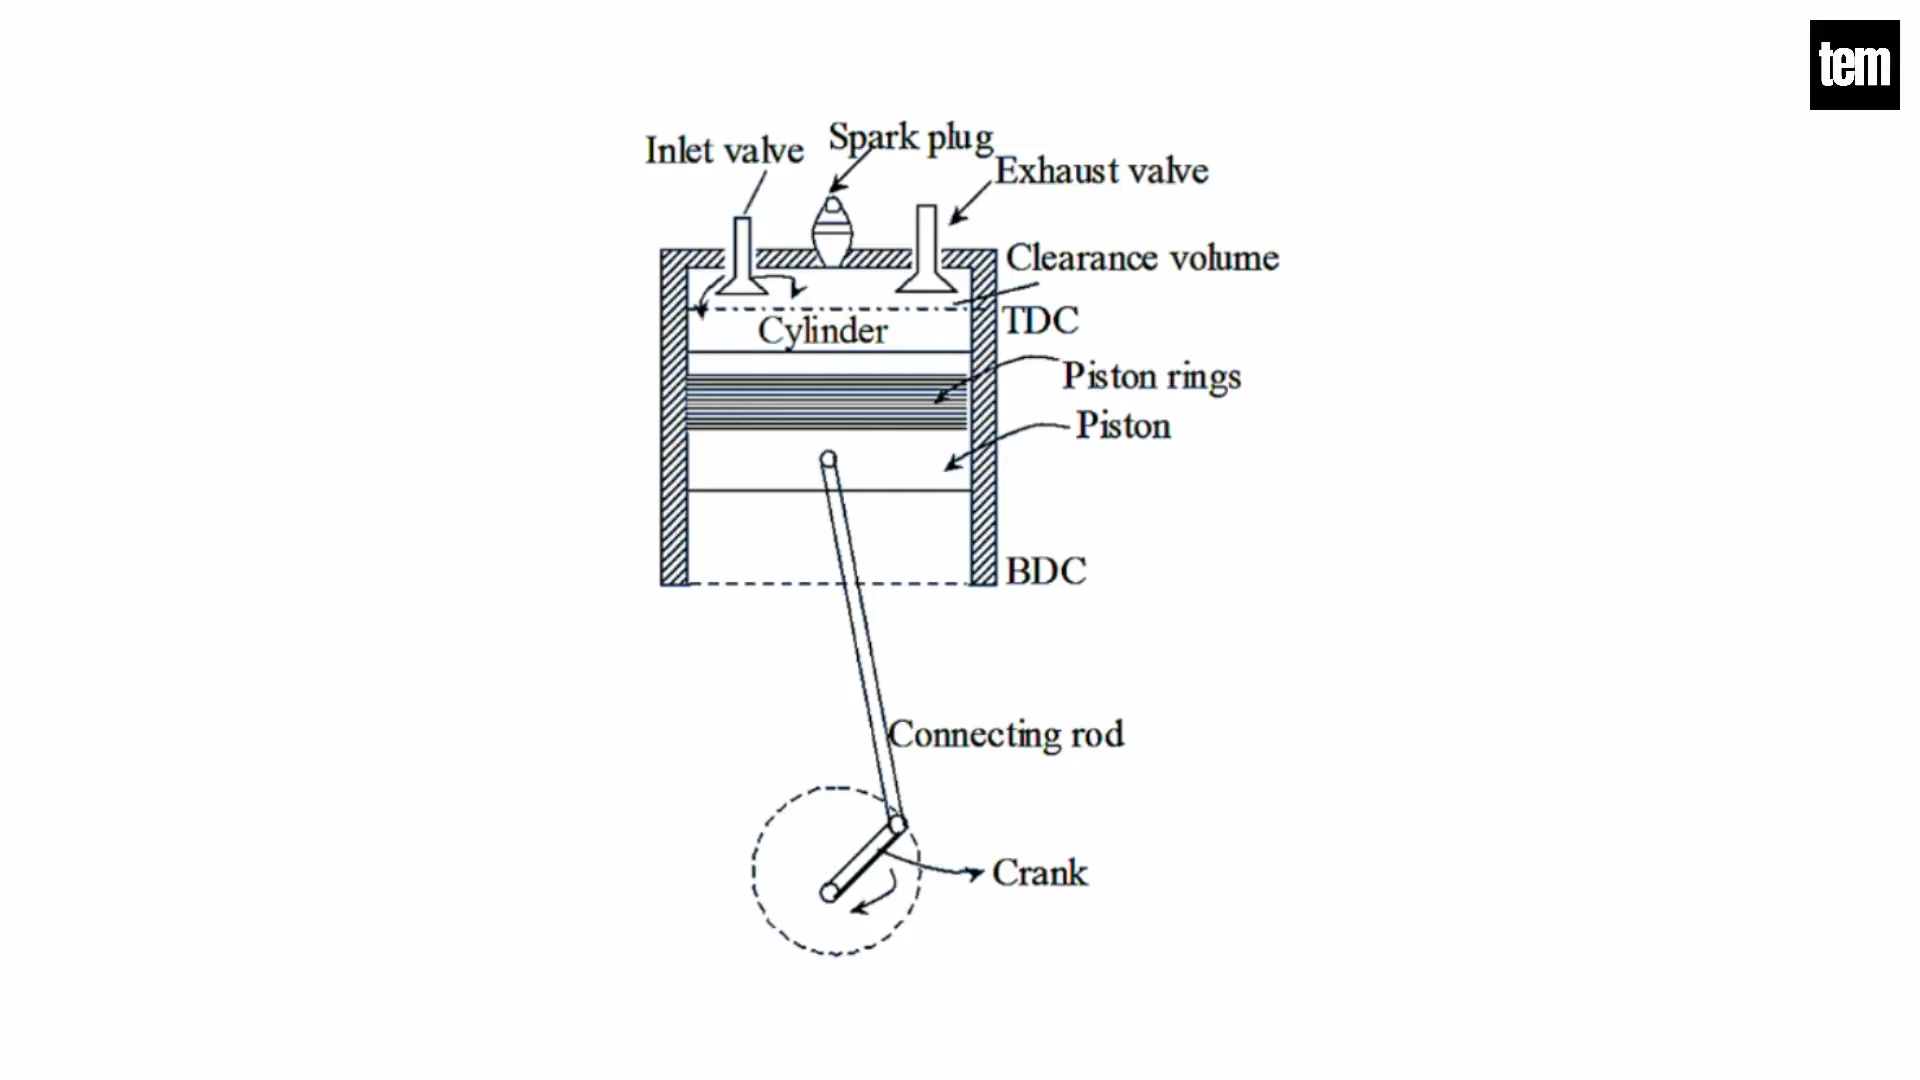 tem
Inlet valve
Spark plug
Exhaust valve
Clearance volume
TDC
Cylinder
Piston rings
Piston
BDC
Connecting rod
Crank